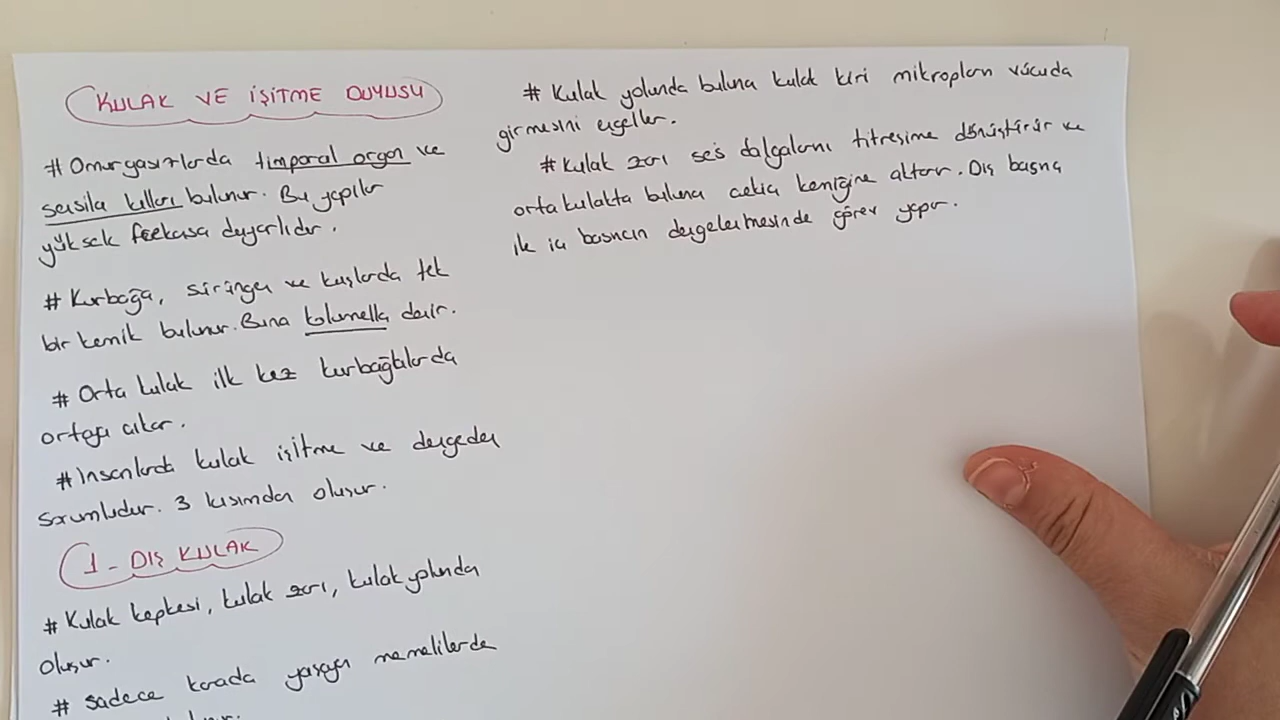 KULAK VE İŞİTME DUYUSU
# Omurgasızlarda timporal organ ve
sensila kılları bulunur. Bu yapılar
yüksek frekansa duyarlıdır.
# Kurbağa, sürüngen ve kuşlarda tek
bir kemik bulunur. Buna kolumella denir.
# Orta kulak ilk kez kurbağalarda
ortaya çıkar.
# İnsanlarda kulak işitme ve dengeden
sorumludur. 3 kısımdan oluşur.
1 - DIŞ KULAK
# Kulak kepçesi, kulak zarı, kulak yolundan
oluşur.
# Sadece karada yaşayan memelilerde
# Kulak yolunda buluna kulak kiri mikropların vücuda
girmesini engeller.
# Kulak zarı ses dalgalarını titreşime dönüştürür ve
orta kulakta buluna çekiç kemiğine aktarır. Dış basınç
ile iç basıncın dengelenmesinde görev yapar.